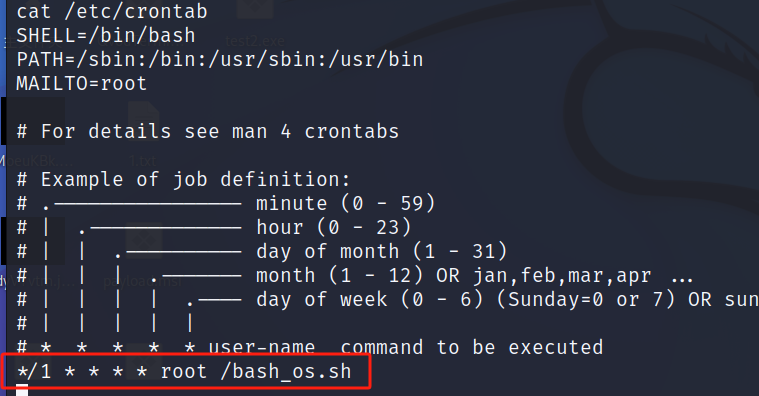 cat /etc/crontab
SHELL=/bin/bash
PATH=/sbin:/bin:/usr/sbin:/usr/bin
MAILTO=root
# For details see man 4 crontabs
# Example of job definition:
# .---------------- minute (0 - 59)
# | .------------- hour (0 - 23)
# | | .---------- day of month (1 - 31)
# | | | .------- month (1 - 12) OR jan,feb,mar,apr ...
# | | | | .---- day of week (0 - 6) (Sunday=0 or 7) OR sun
# | | | | |
# * * * * * user-name command to be executed
*/1 * * * * root /bash_os.sh